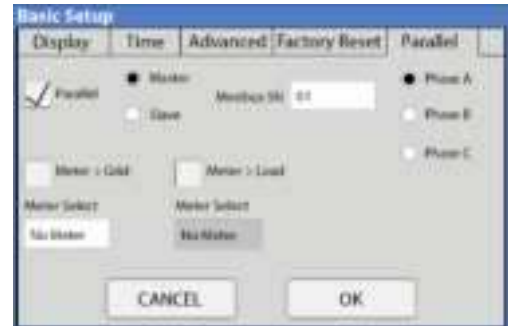 Basic Setup
Display Time Advanced Factory Reset Parallel
Parallel Master Phase A
Slave Modbus SN 01 Phase B
Phase C
Meter > Grid Meter > Load
Meter Select Meter Select
No Meter No Meter
CANCEL OK